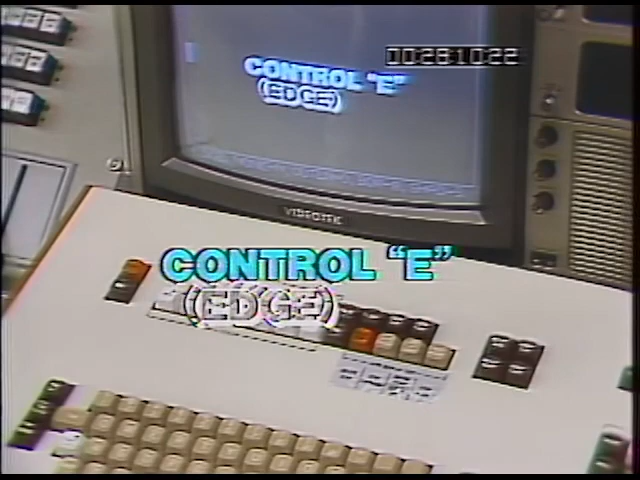 00281022
CONTROL "E"
(EDGE)
VIDEOTEK
CONTROL "E"
(EDGE)